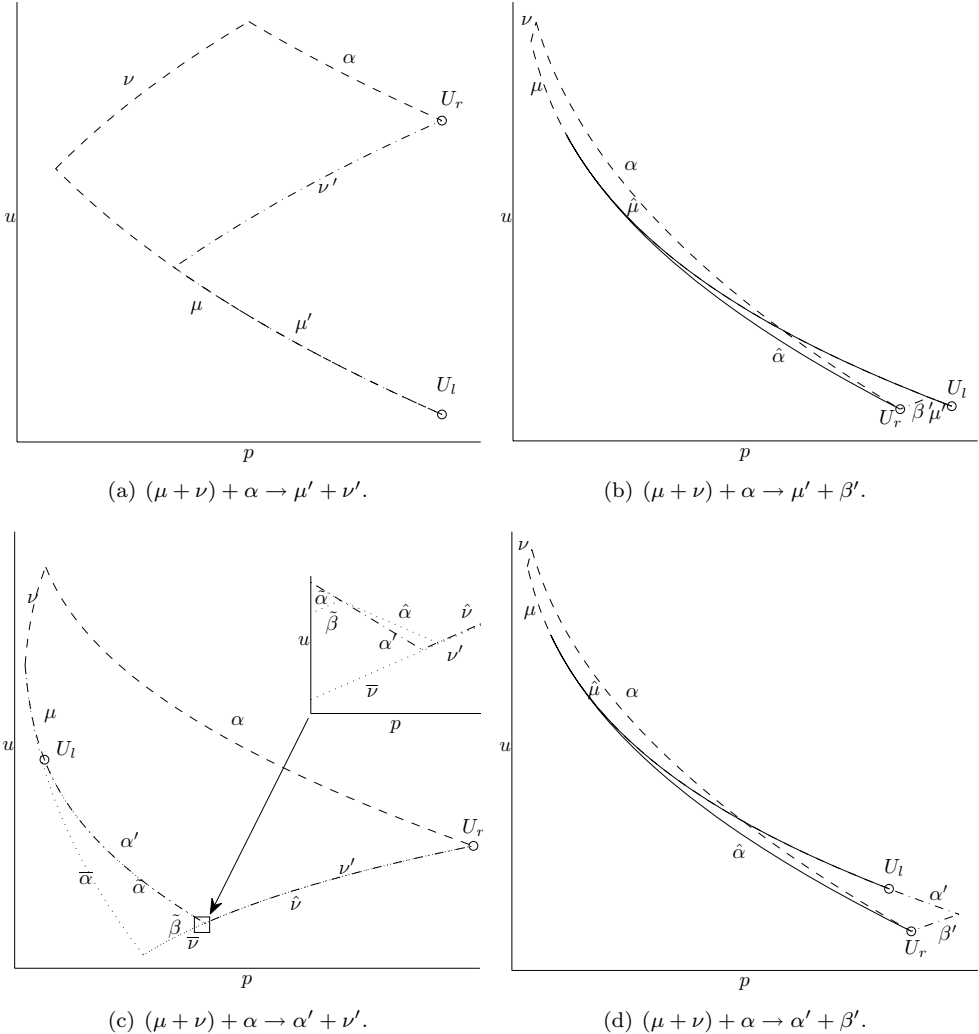 α
ν
U_r
ν′
u
μ
μ′
U_l
p
(a) (μ + ν) + α → μ′ + ν′.
ν
μ
α
μ̂
u
α̂
U_l
U_r
β′
μ′
p
(b) (μ + ν) + α → μ′ + β′.
ν
α̃
β̃
α̂
ν̂
u
α′
ν′
ν̅
p
μ
α
U_l
u
α′
U_r
α̅
α̃
ν′
ν̂
β̃
ν̅
p
(c) (μ + ν) + α → α′ + ν′.
ν
μ
μ̂
α
u
α̂
U_l
α′
β′
U_r
p
(d) (μ + ν) + α → α′ + β′.